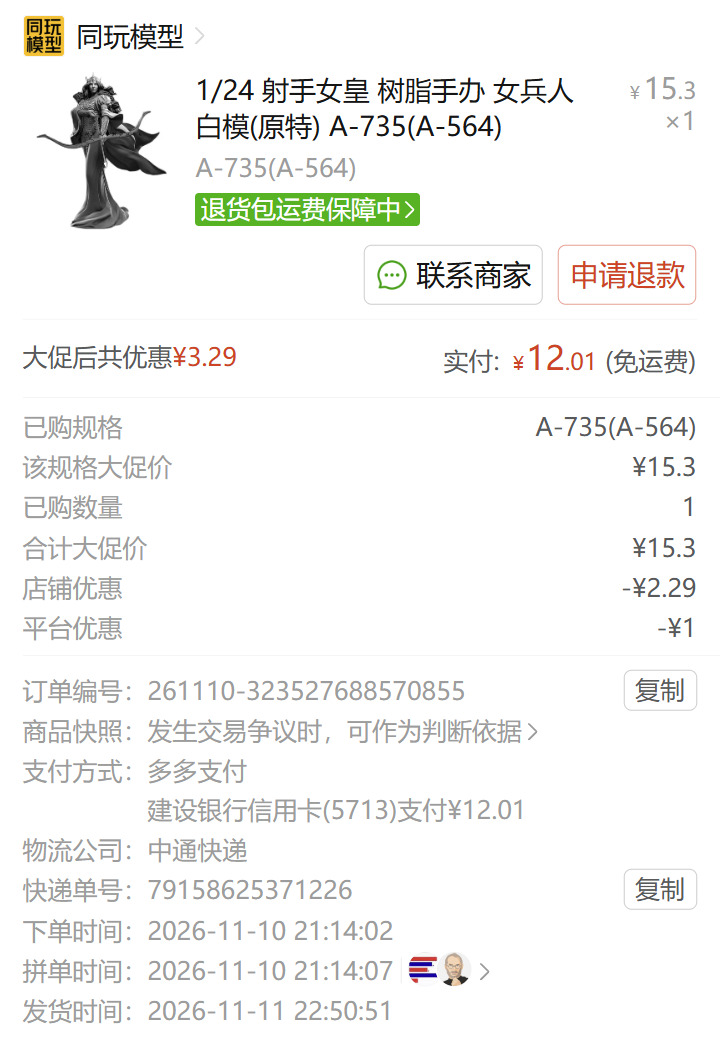 同玩
模型
同玩模型
1/24 射手女皇 树脂手办 女兵人
白模(原特) A-735(A-564)
¥15.3
×1
A-735(A-564)
退货包运费保障中
联系商家
申请退款
大促后共优惠¥3.29
实付: ¥12.01 (免运费)
已购规格 A-735(A-564)
该规格大促价 ¥15.3
已购数量 1
合计大促价 ¥15.3
店铺优惠 -¥2.29
平台优惠 -¥1
订单编号: 261110-323527688570855 复制
商品快照: 发生交易争议时，可作为判断依据
支付方式: 多多支付
建设银行信用卡(5713)支付¥12.01
物流公司: 中通快递
快递单号: 79158625371226 复制
下单时间: 2026-11-10 21:14:02
拼单时间: 2026-11-10 21:14:07
发货时间: 2026-11-11 22:50:51